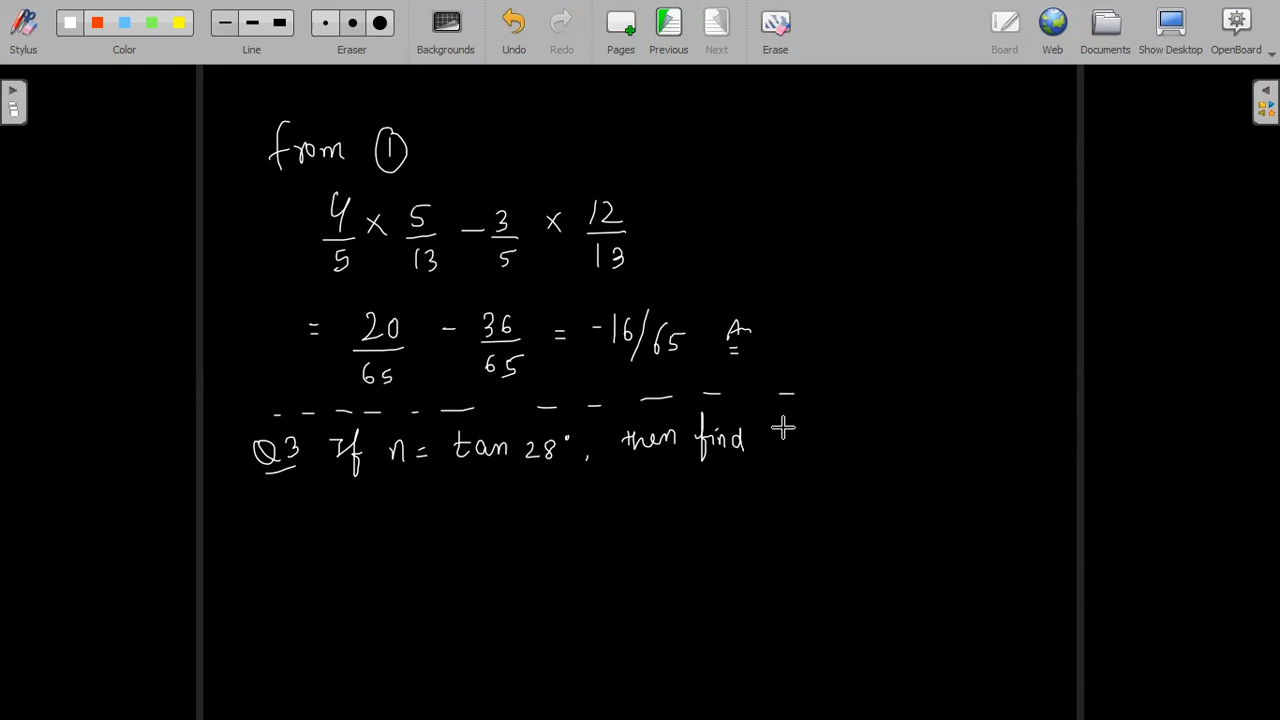 Stylus Color Line Eraser Backgrounds Undo Redo Pages Previous Next Erase Board Web Documents Show Desktop OpenBoard
from ①
4/5 × 5/13 - 3/5 × 12/13
= 20/65 - 36/65 = -16/65 An
Q3 If n = tan 28°, then find